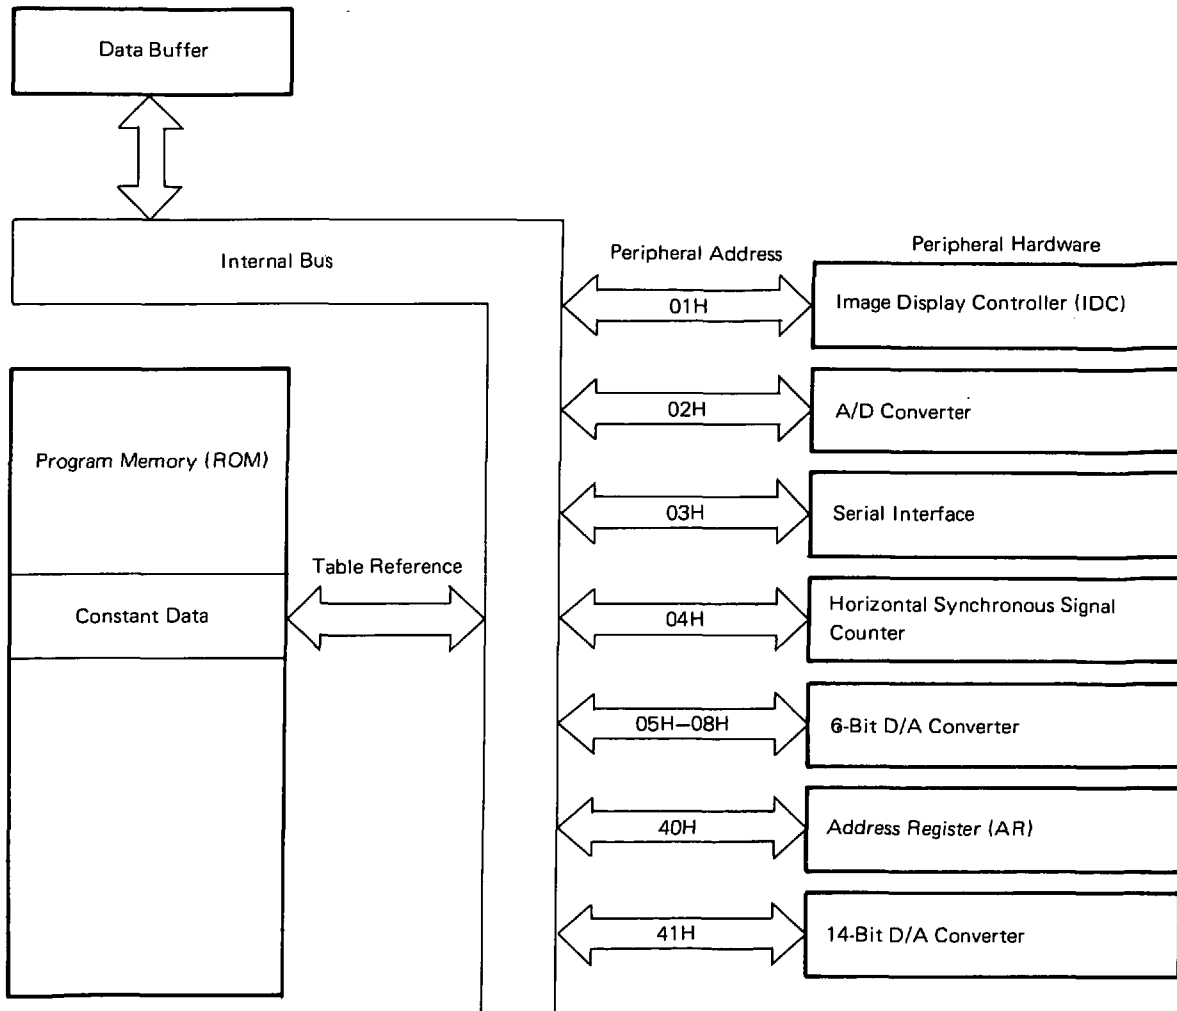 Data Buffer
Internal Bus
Peripheral Address
Peripheral Hardware
01H
Image Display Controller (IDC)
02H
A/D Converter
Program Memory (ROM)
03H
Serial Interface
Table Reference
Constant Data
04H
Horizontal Synchronous Signal
Counter
05H–08H
6-Bit D/A Converter
40H
Address Register (AR)
41H
14-Bit D/A Converter